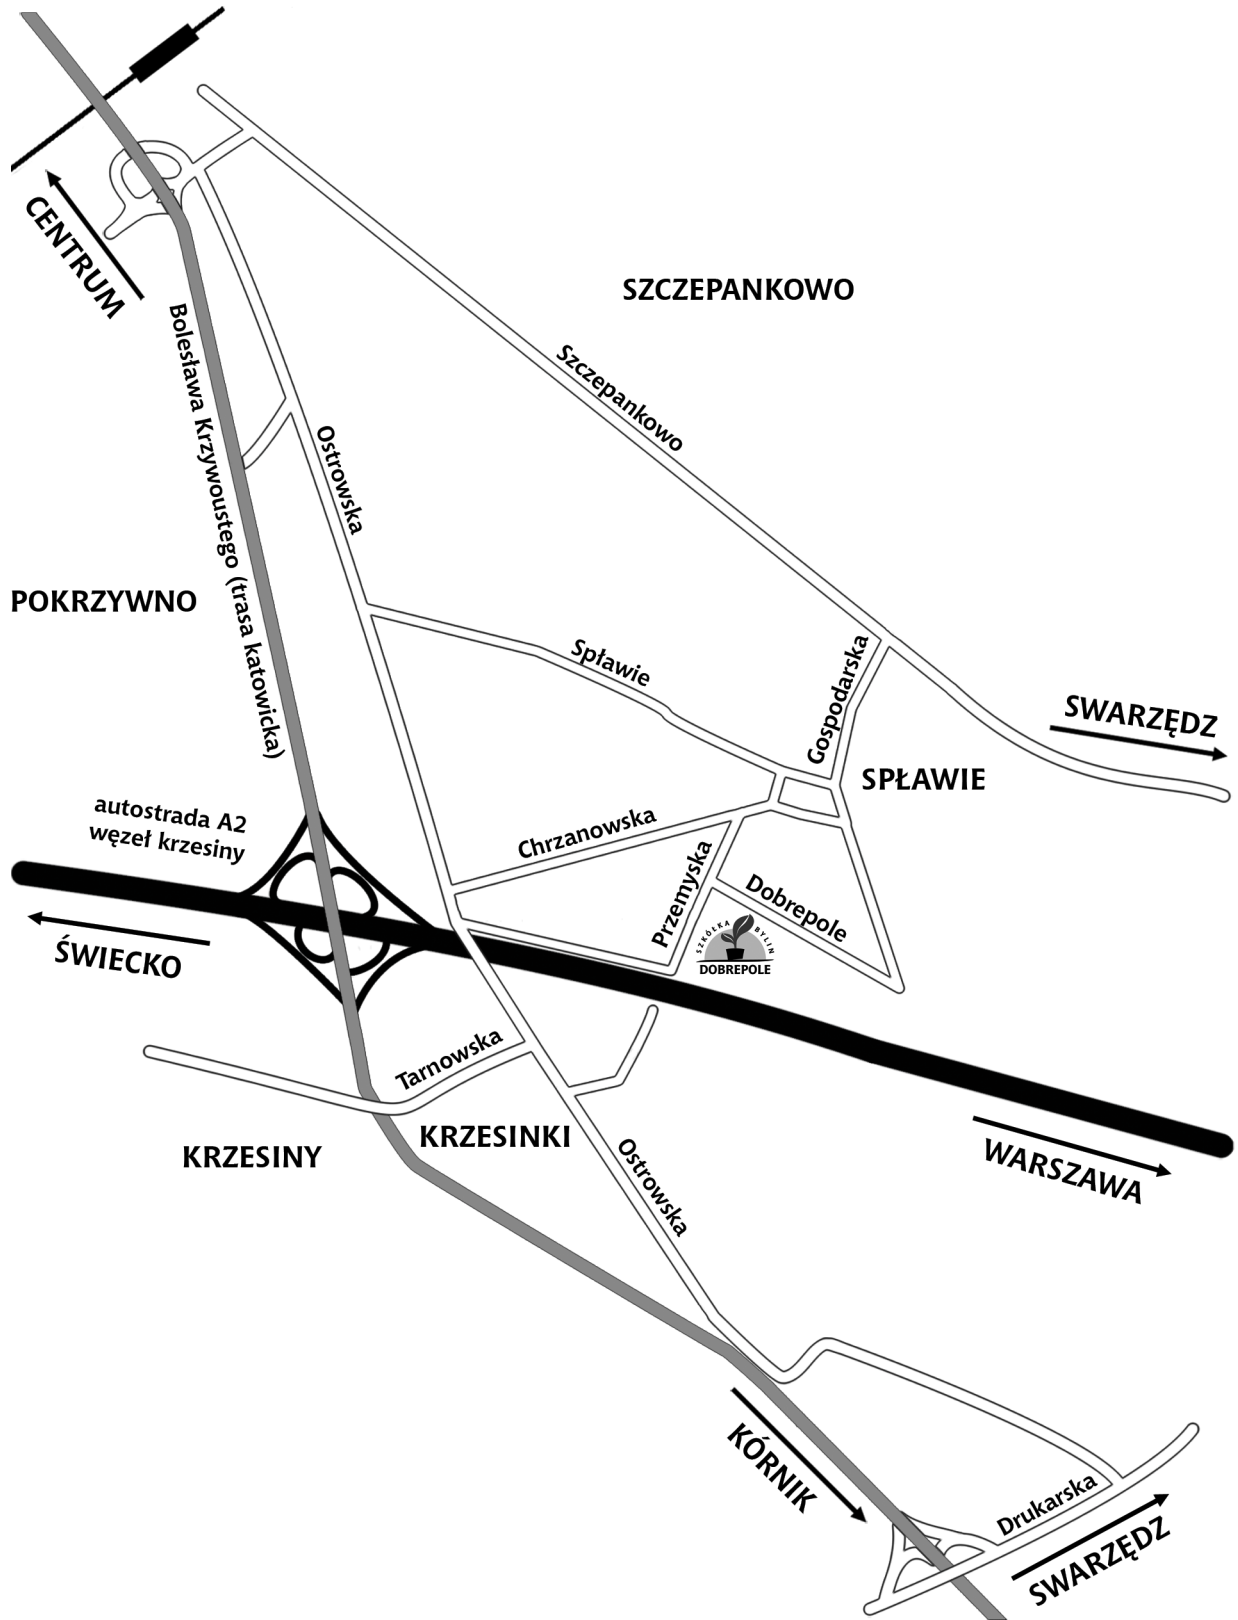 CENTRUM
SZCZEPANKOWO
Bolesława Krzywoustego (trasa katowicka)
Szczepankowo
Ostrowska
POKRZYWNO
Spławie
Gospodarska
SWARZĘDZ
SPŁAWIE
autostrada A2
węzeł krzesiny
Chrzanowska
Przemyska
Dobrepole
SZKÓŁKA BYLIN
DOBREPOLE
ŚWIECKO
Tarnowska
KRZESINKI
KRZESINY
Ostrowska
WARSZAWA
KÓRNIK
Drukarska
SWARZĘDZ